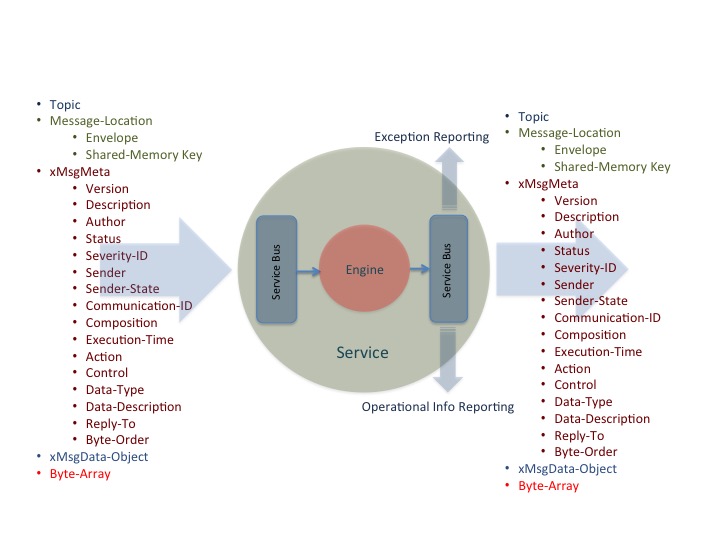 • Topic
• Message-Location
• Envelope
• Shared-Memory Key
• xMsgMeta
• Version
• Description
• Author
• Status
• Severity-ID
• Sender
• Sender-State
• Communication-ID
• Composition
• Execution-Time
• Action
• Control
• Data-Type
• Data-Description
• Reply-To
• Byte-Order
• xMsgData-Object
• Byte-Array
Exception Reporting
Service Bus
Engine
Service Bus
Service
Operational Info Reporting
• Topic
• Message-Location
• Envelope
• Shared-Memory Key
• xMsgMeta
• Version
• Description
• Author
• Status
• Severity-ID
• Sender
• Sender-State
• Communication-ID
• Composition
• Execution-Time
• Action
• Control
• Data-Type
• Data-Description
• Reply-To
• Byte-Order
• xMsgData-Object
• Byte-Array